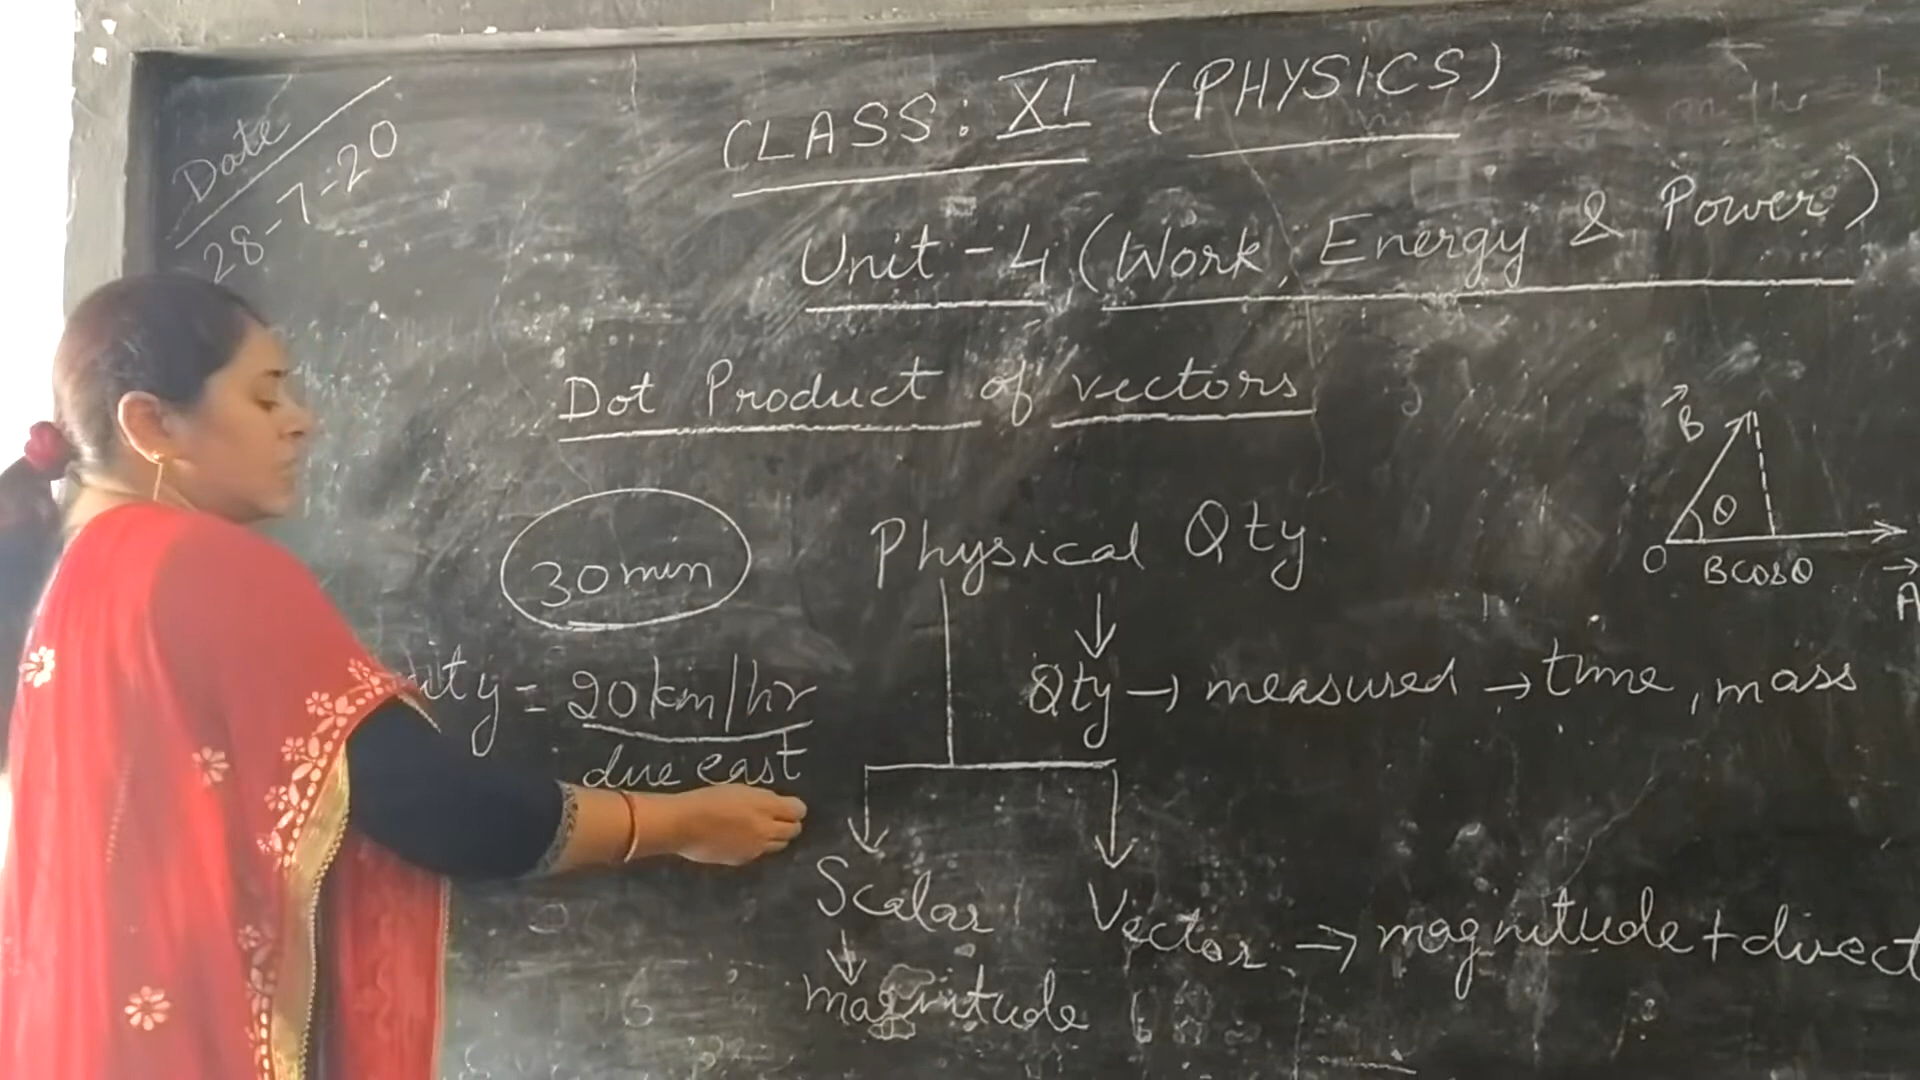 Date
28-7-20
CLASS: XI (PHYSICS)
Unit - 4 (Work, Energy & Power)
Dot Product of vectors
B
θ
O
Bcosθ
A
30 min
Physical Qty.
Qty → measured → time, mass
= 20 km/hr
due east
Scalar
Vector → magnitude + direct
magnitude